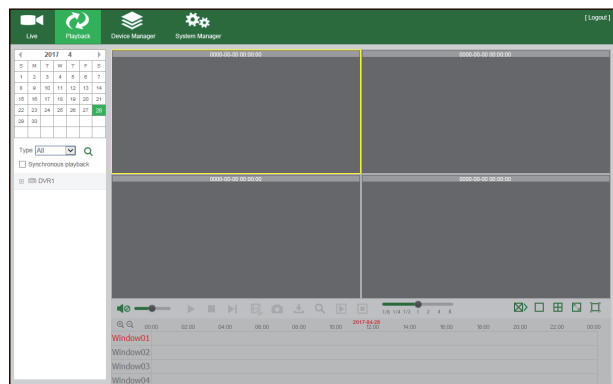 Live Playback Device Manager System Manager [ Logout ]
2017 4
S M T W T F S
1 2 3 4 5 6 7
8 9 10 11 12 13 14
15 16 17 18 19 20 21
22 23 24 25 26 27 28
29 30
Type All
Synchronous playback
DVR1
0000-00-00 00:00:00 0000-00-00 00:00:00
0000-00-00 00:00:00 0000-00-00 00:00:00
1/8 1/4 1/2 1 2 4 8
2017-04-28
00:00 02:00 04:00 06:00 08:00 10:00 12:00 14:00 16:00 18:00 20:00 22:00 00:00
Window01
Window02
Window03
Window04